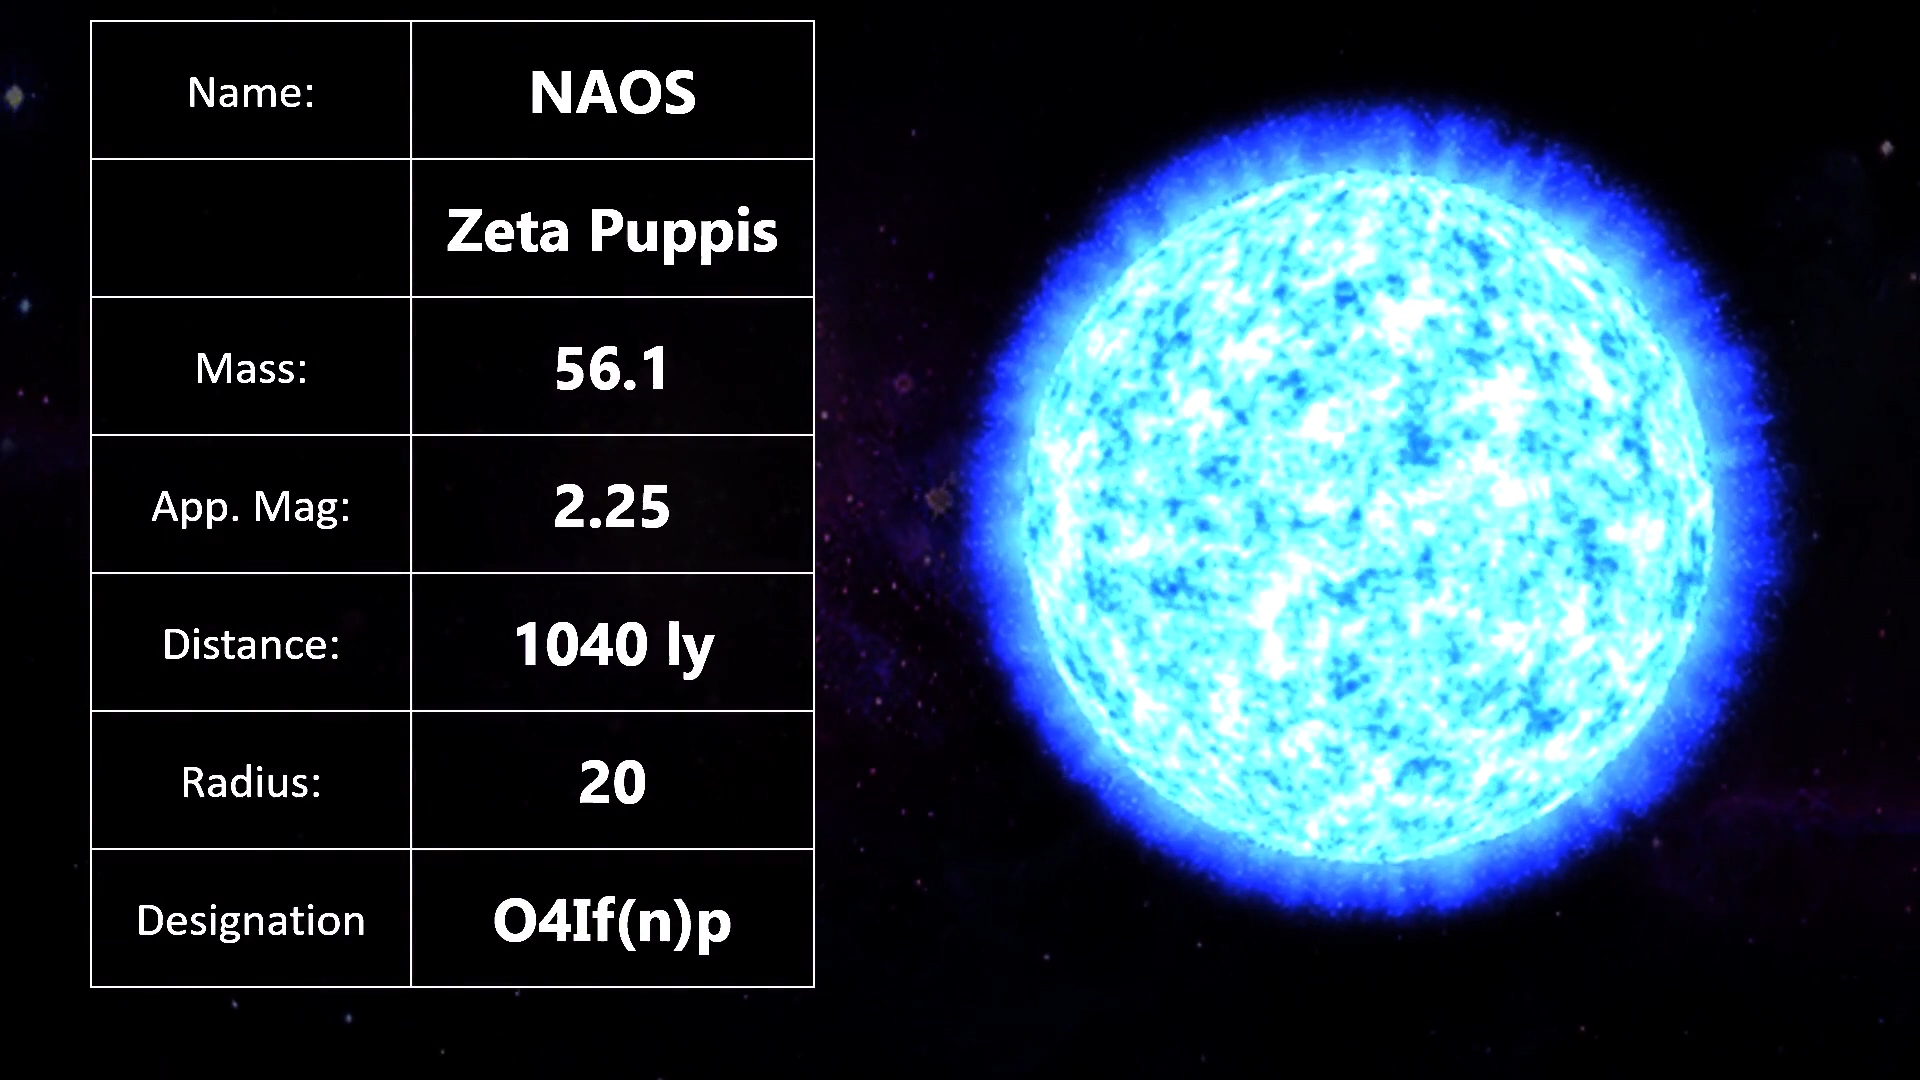 Name: NAOS
Zeta Puppis
Mass: 56.1
App. Mag: 2.25
Distance: 1040 ly
Radius: 20
Designation O4If(n)p